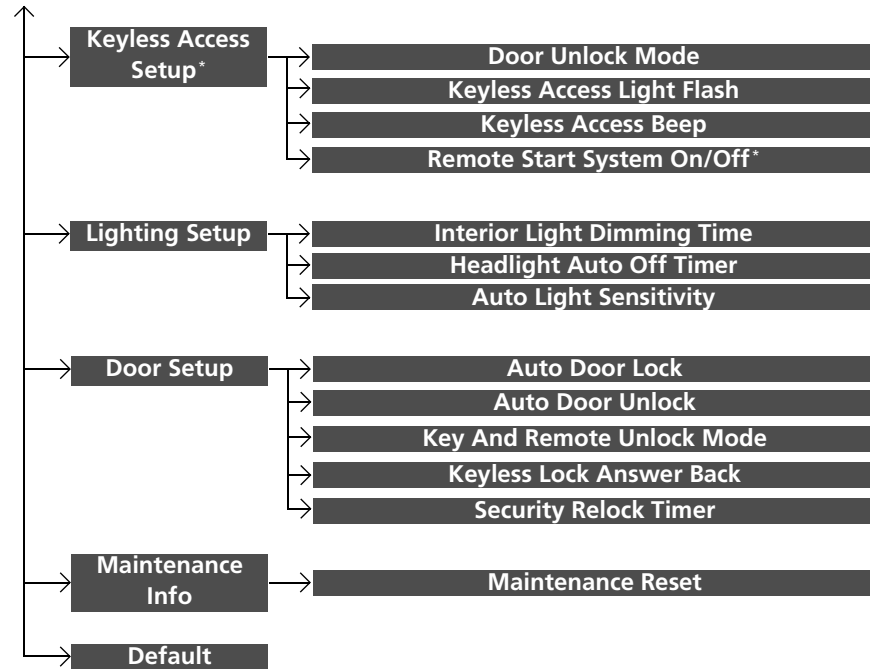 Keyless Access
Setup*
Door Unlock Mode
Keyless Access Light Flash
Keyless Access Beep
Remote Start System On/Off*
Lighting Setup
Interior Light Dimming Time
Headlight Auto Off Timer
Auto Light Sensitivity
Door Setup
Auto Door Lock
Auto Door Unlock
Key And Remote Unlock Mode
Keyless Lock Answer Back
Security Relock Timer
Maintenance
Info
Maintenance Reset
Default